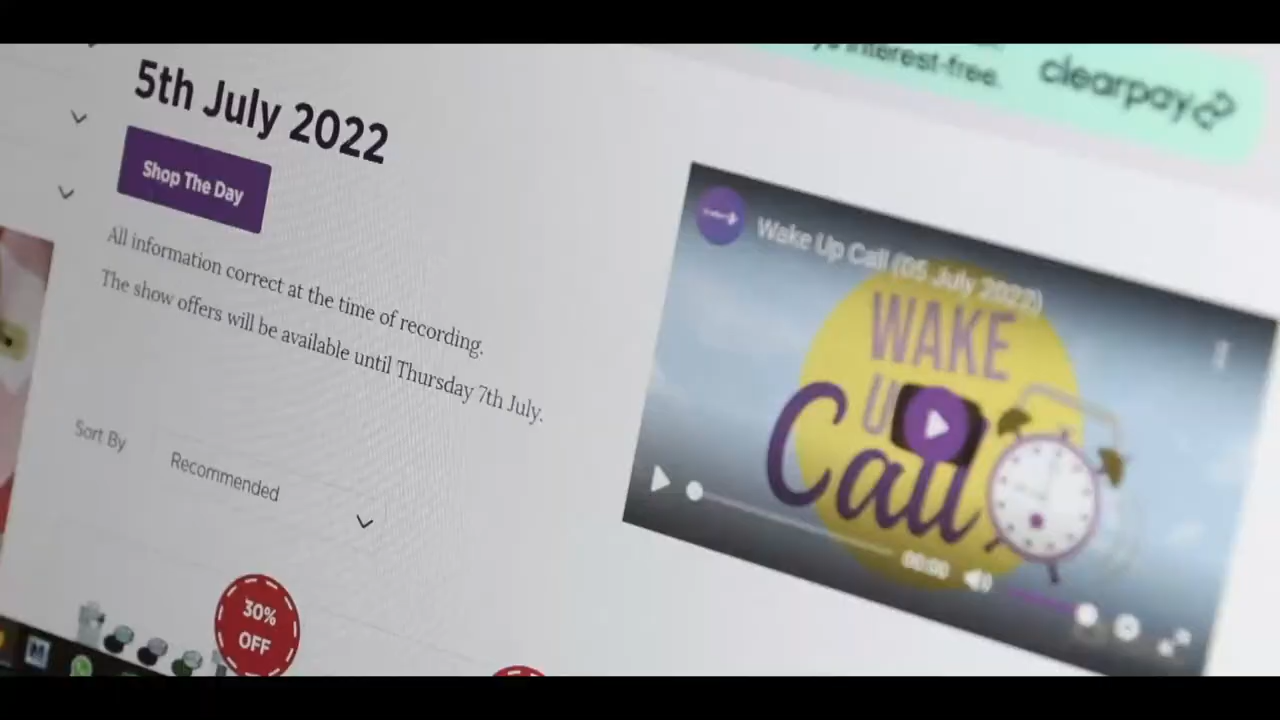 5th July 2022
Shop The Day
All information correct at the time of recording.
The show offers will be available until Thursday 7th July.
Sort By
Recommended
30%
OFF
interest-free.
clearpay
Wake Up Call (05 July 2022)
WAKE
U
Call
00:00